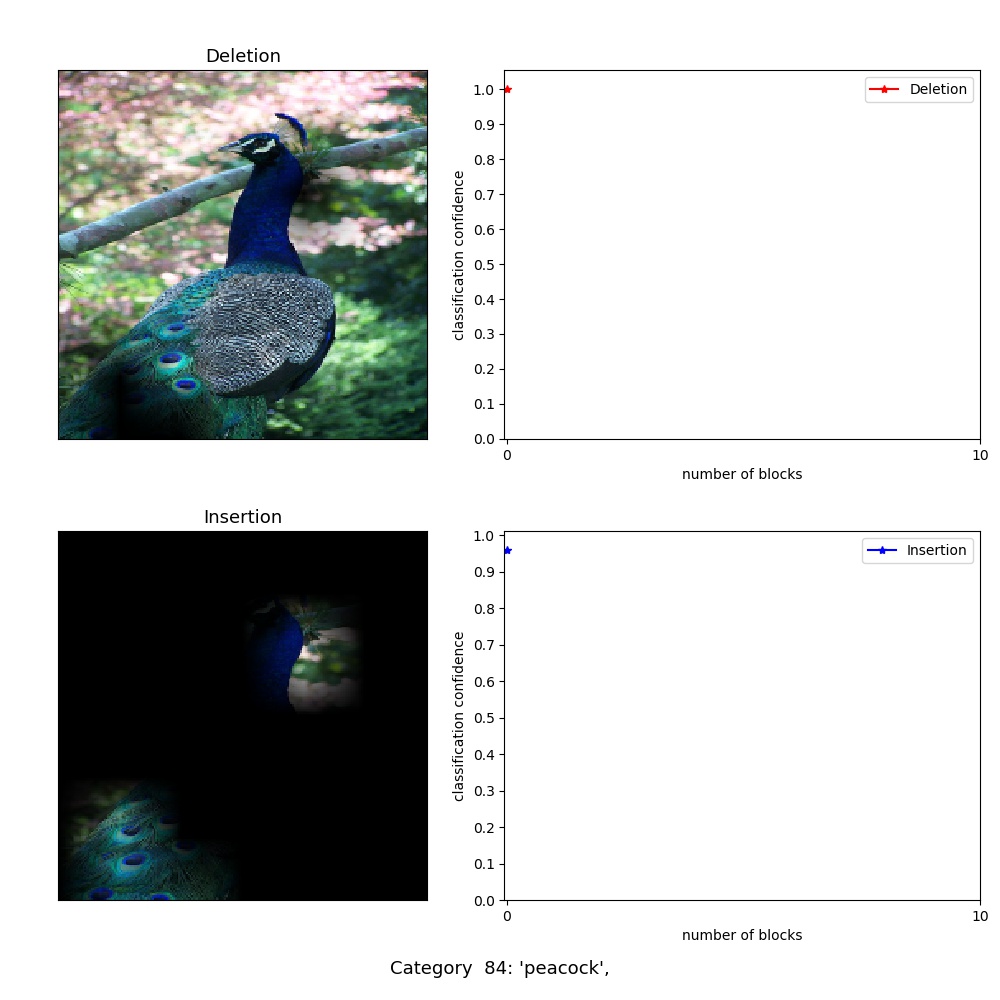 Deletion
1.0
0.9
0.8
0.7
0.6
0.5
0.4
0.3
0.2
0.1
0.0
classification confidence
Deletion
0
10
number of blocks
Insertion
1.0
0.9
0.8
0.7
0.6
0.5
0.4
0.3
0.2
0.1
0.0
classification confidence
Insertion
0
10
number of blocks
Category  84: 'peacock',